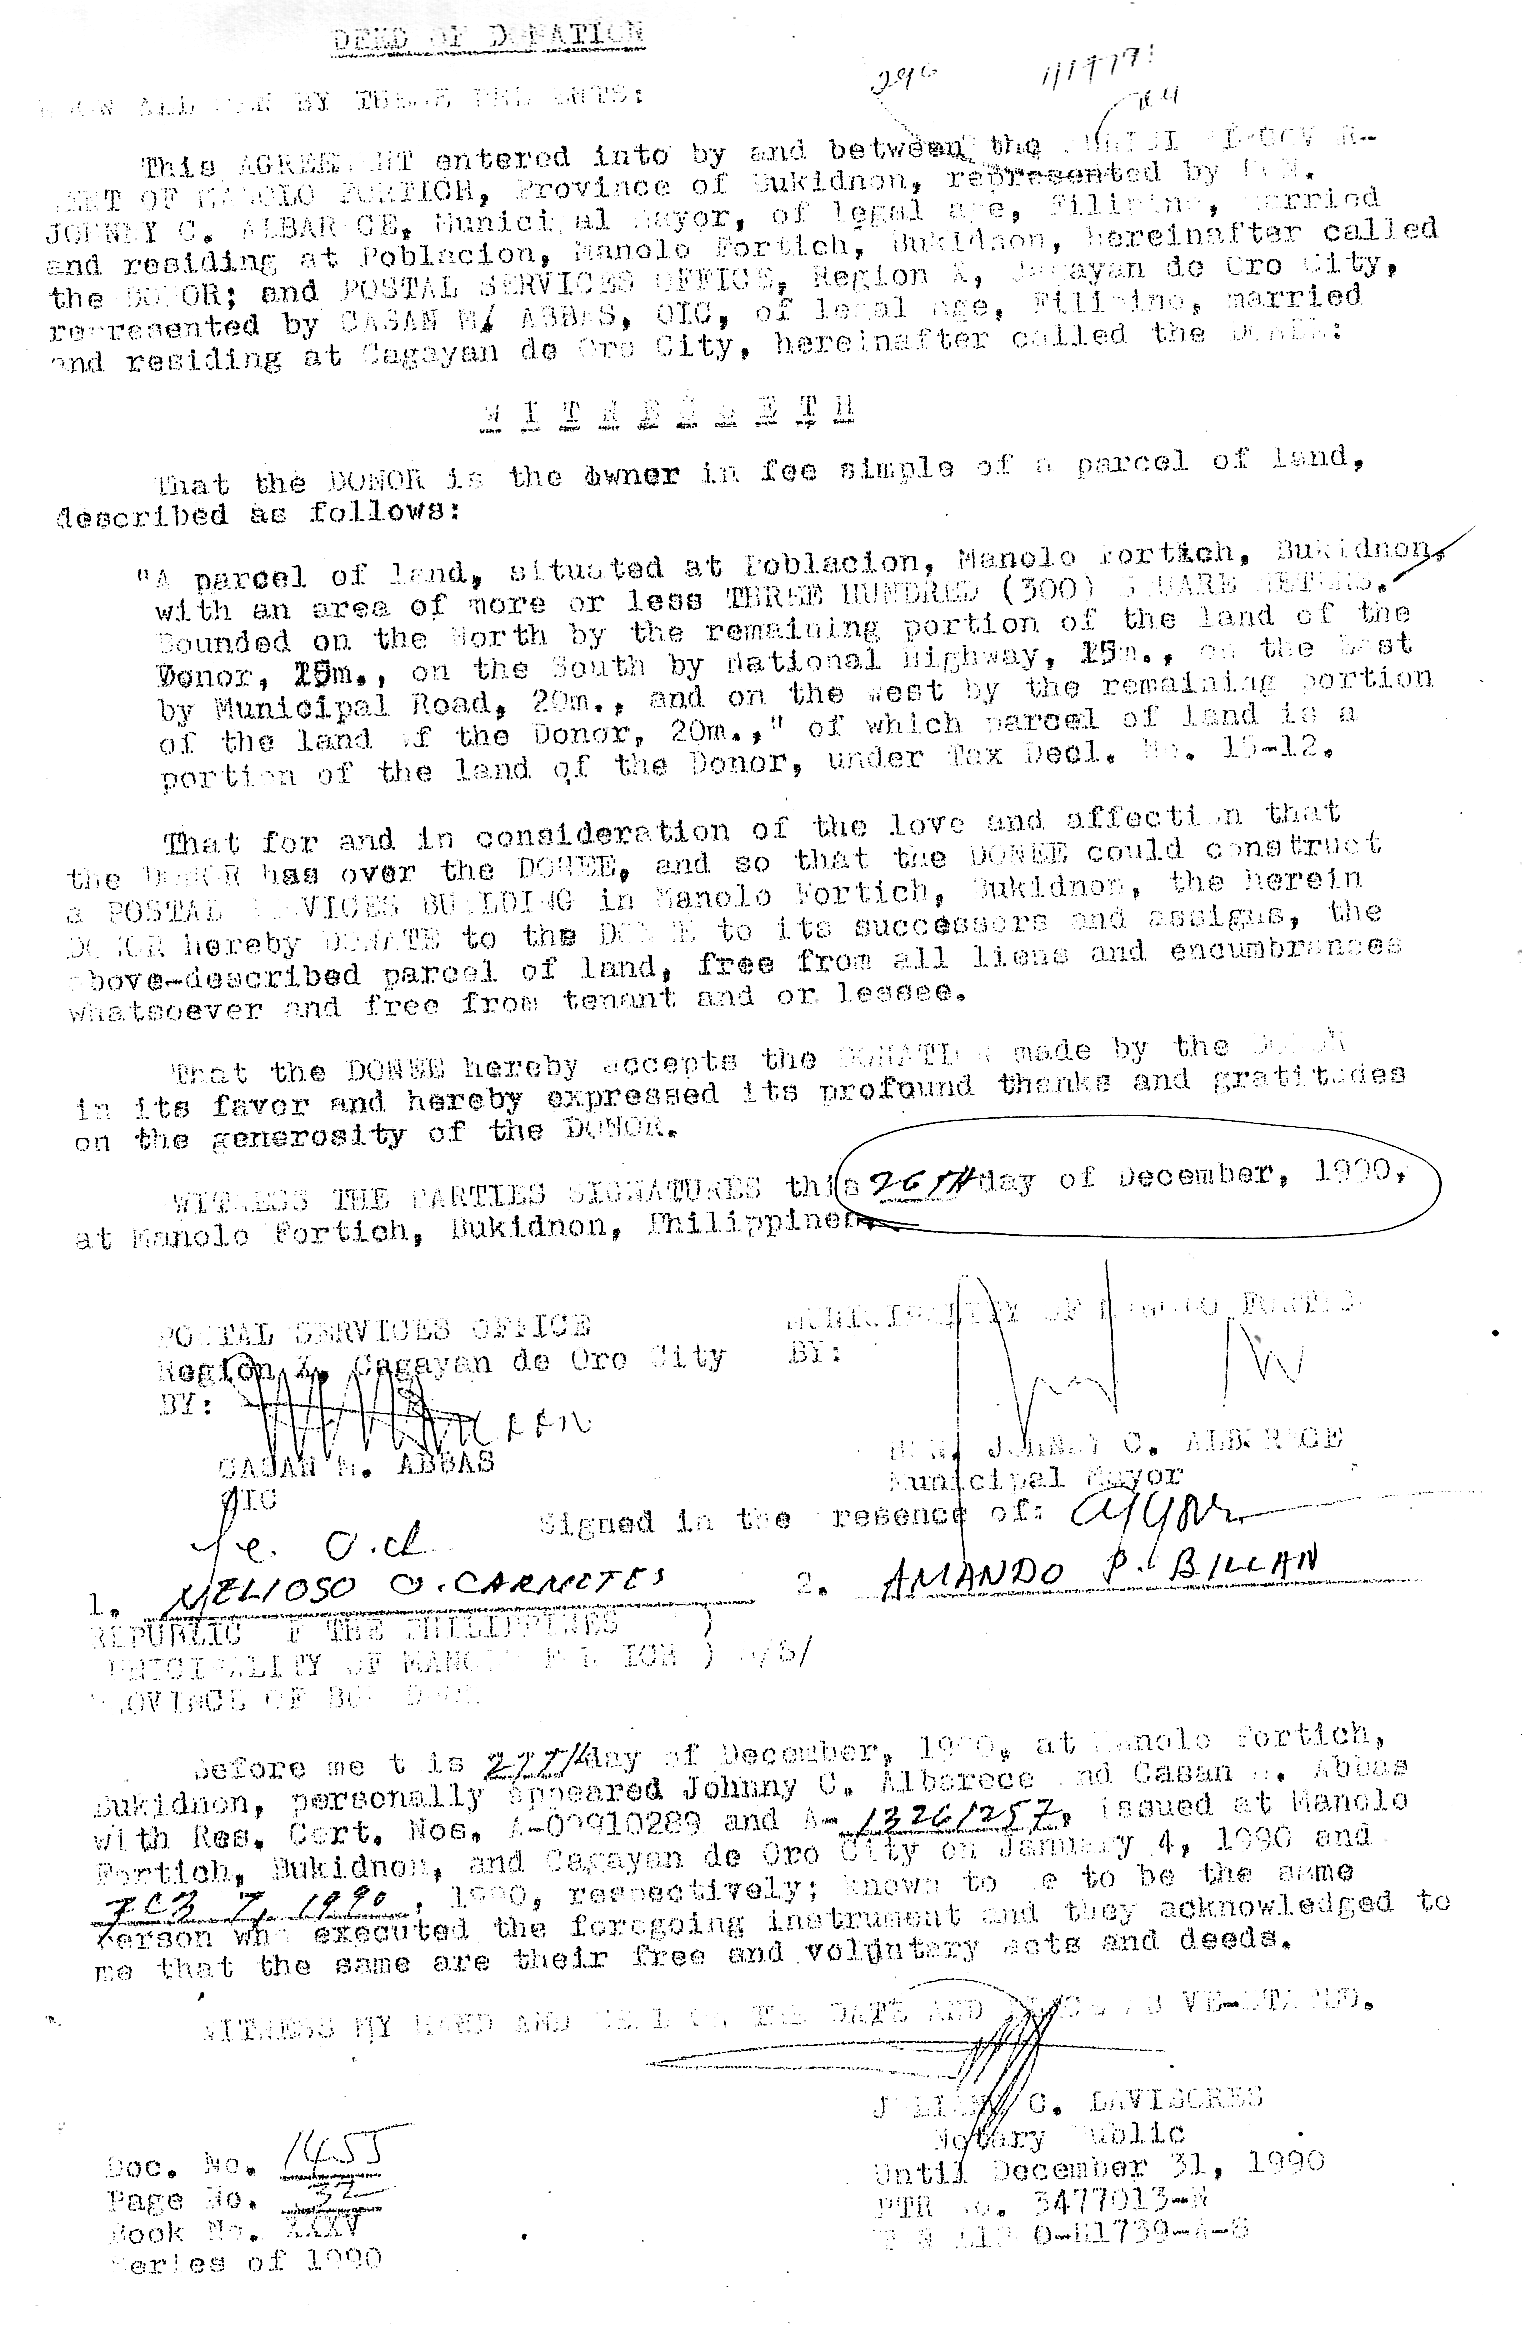 DEED OF DONATION
BY THESE
This entered into by and between the
OF MANOLO FORTICH, Province of Bukidnon, represented by
JOHNNY C. Municipal Mayor, of legal age, Filipino, married
and residing at Poblacion, Manolo Fortich, Bukidnon, hereinafter called
the DONOR; and POSTAL SERVICES OFFICE, Region X, Cagayan de Oro City,
represented by CASAN M. ABBAS, OIC, of legal age, Filipino, married
and residing at Cagayan de Oro City, hereinafter called the
W I T N E S S E T H
That the DONOR is the owner in fee simple of a parcel of land,
described as follows:
"A parcel of land, situated at Poblacion, Manolo Fortich, Bukidnon,
with an area of more or less THREE HUNDRED (300) SQUARE METERS.
Bounded on the North by the remaining portion of the land of the
Donor, 15m., on the South by National Highway, 15m., on the East
by Municipal Road, 20m., and on the west by the remaining portion
of the land of the Donor, 20m.," of which parcel of land is a
portion of the land of the Donor, under Tax Decl. No. 15-12.
That for and in consideration of the love and affection that
the DONOR has over the DONEE, and so that the DONEE could construct
a POSTAL SERVICES BUILDING in Manolo Fortich, Bukidnon, the herein
DONOR hereby DONATE to the DONEE to its successors and assigns, the
above-described parcel of land, free from all liens and encumbrances
whatsoever and free from tenant and or lessee.
That the DONEE hereby accepts the DONATION made by the DONOR
in its favor and hereby expressed its profound thanks and gratitudes
on the generosity of the DONOR.
WITNESS THE PARTIES SIGNATURES this 26TH day of December, 1990,
at Manolo Fortich, Bukidnon, Philippines.
POSTAL SERVICES OFFICE
MUNICIPALITY OF MANOLO FORTICH
Region X, Cagayan de Oro City
BY:
BY:
CASAN M. ABBAS
JOHNNY C.
OIC
Municipal Mayor
Signed in the presence of:
1. MELIOSO O. CARNETES 2. AMANDO P. BILLAN
REPUBLIC OF THE PHILIPPINES )
MUNICIPALITY OF MANOLO FORTICH ) S/S/
PROVINCE OF BUKIDNON
Before me this 27TH day of December, 1990, at Manolo Fortich,
Bukidnon, personally appeared Johnny C. Alberece and Casan M. Abbas
with Res. Cert. Nos. A-00910289 and A- 13261257, issued at Manolo
Fortich, Bukidnon, and Cagayan de Oro City on January 4, 1990 and
7, 1990, 1990, respectively; known to me to be the same
person who executed the foregoing instrument and they acknowledged to
me that the same are their free and voluntary acts and deeds.
WITNESS MY HAND AND SEAL ON THE DATE AND
Notary Public
Until December 31, 1990
PTR No. 3477013-
Doc. No. 1455
Page No. 32
Book No. XXXV
Series of 1990